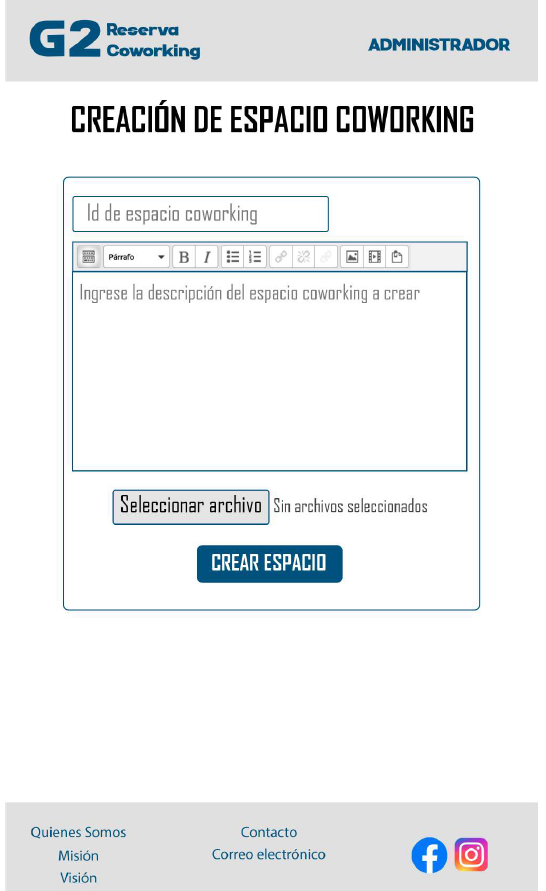 G2 Reserva
Coworking
ADMINISTRADOR
CREACIÓN DE ESPACIO COWORKING
Id de espacio coworking
Párrafo B I
Ingrese la descripción del espacio coworking a crear
Seleccionar archivo Sin archivos seleccionados
CREAR ESPACIO
Quienes Somos
Misión
Visión
Contacto
Correo electrónico